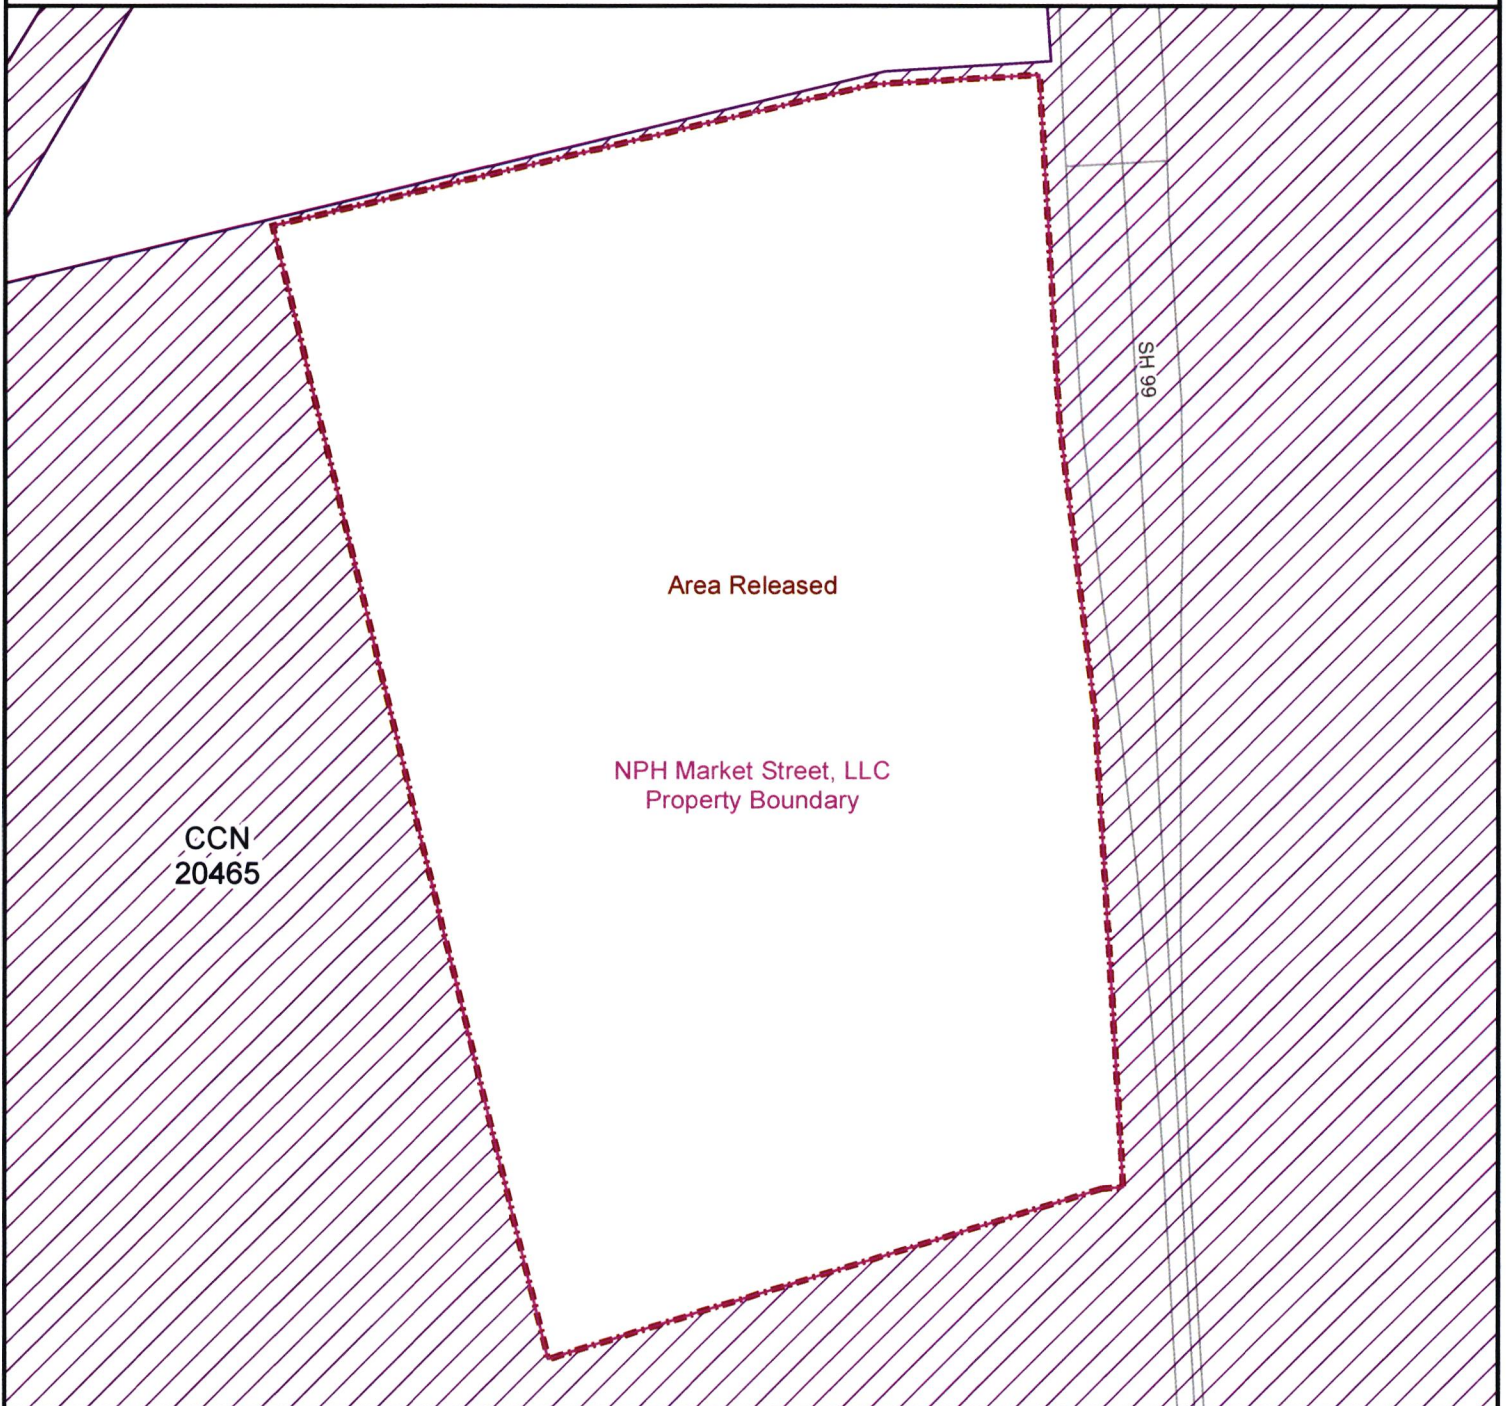 SH 99
Area Released
NPH Market Street, LLC
Property Boundary
CCN
20465